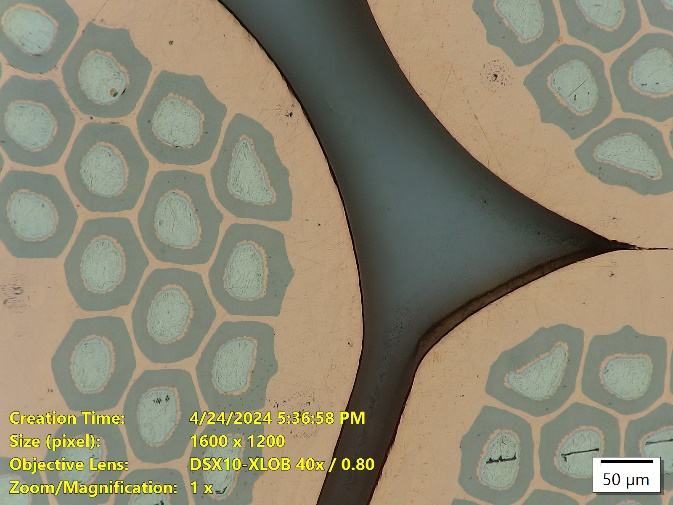 Creation Time: 4/24/2024 5:36:58 PM
Size (pixel): 1600 x 1200
Objective Lens: DSX10-XLOB 40x / 0.80
Zoom/Magnification: 1 x
50 µm